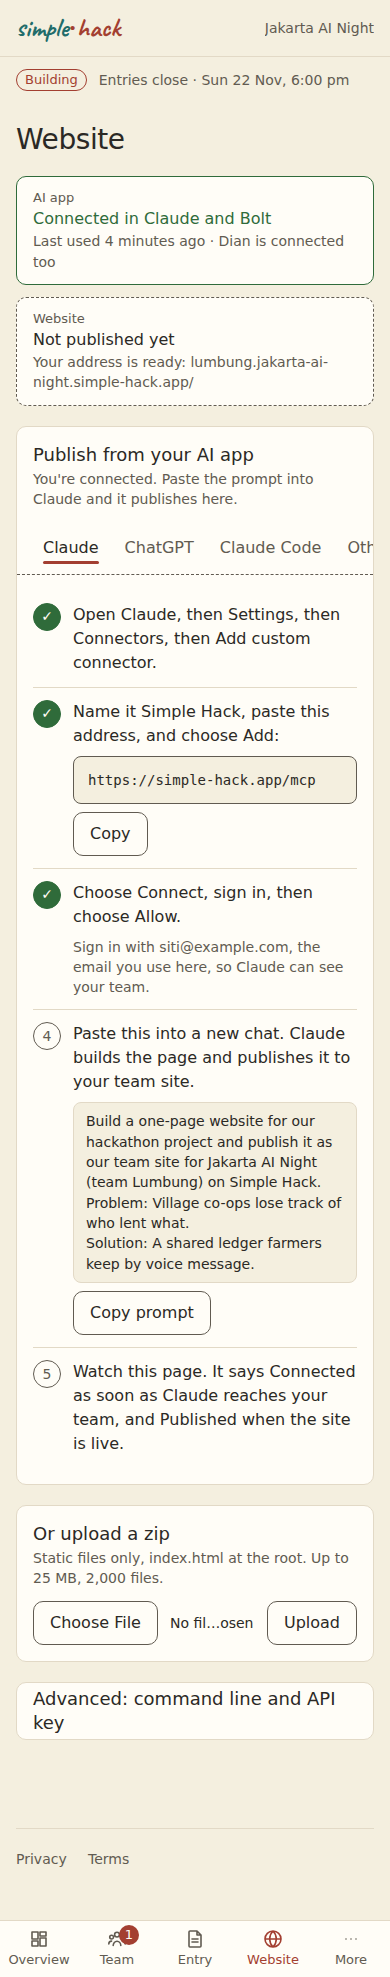 simple·hack
Jakarta AI Night
Building
Entries close · Sun 22 Nov, 6:00 pm
Website
AI app
Connected in Claude and Bolt
Last used 4 minutes ago · Dian is connected
too
Website
Not published yet
Your address is ready: lumbung.jakarta-ai-
night.simple-hack.app/
Publish from your AI app
You're connected. Paste the prompt into
Claude and it publishes here.
Claude ChatGPT Claude Code Oth
✓ Open Claude, then Settings, then
Connectors, then Add custom
connector.
✓ Name it Simple Hack, paste this
address, and choose Add:
https://simple-hack.app/mcp
Copy
✓ Choose Connect, sign in, then
choose Allow.
Sign in with siti@example.com, the
email you use here, so Claude can see
your team.
4 Paste this into a new chat. Claude
builds the page and publishes it to
your team site.
Build a one-page website for our
hackathon project and publish it as
our team site for Jakarta AI Night
(team Lumbung) on Simple Hack.
Problem: Village co-ops lose track of
who lent what.
Solution: A shared ledger farmers
keep by voice message.
Copy prompt
5 Watch this page. It says Connected
as soon as Claude reaches your
team, and Published when the site
is live.
Or upload a zip
Static files only, index.html at the root. Up to
25 MB, 2,000 files.
Choose File No fil…osen Upload
Advanced: command line and API
key
Privacy Terms
1
Overview Team Entry Website More